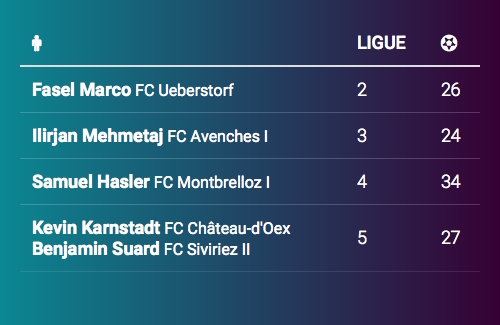 LIGUE
Fasel Marco FC Ueberstorf 2 26
Ilirjan Mehmetaj FC Avenches I 3 24
Samuel Hasler FC Montbrelloz I 4 34
Kevin Karnstadt FC Château-d'Oex
Benjamin Suard FC Siviriez II 5 27